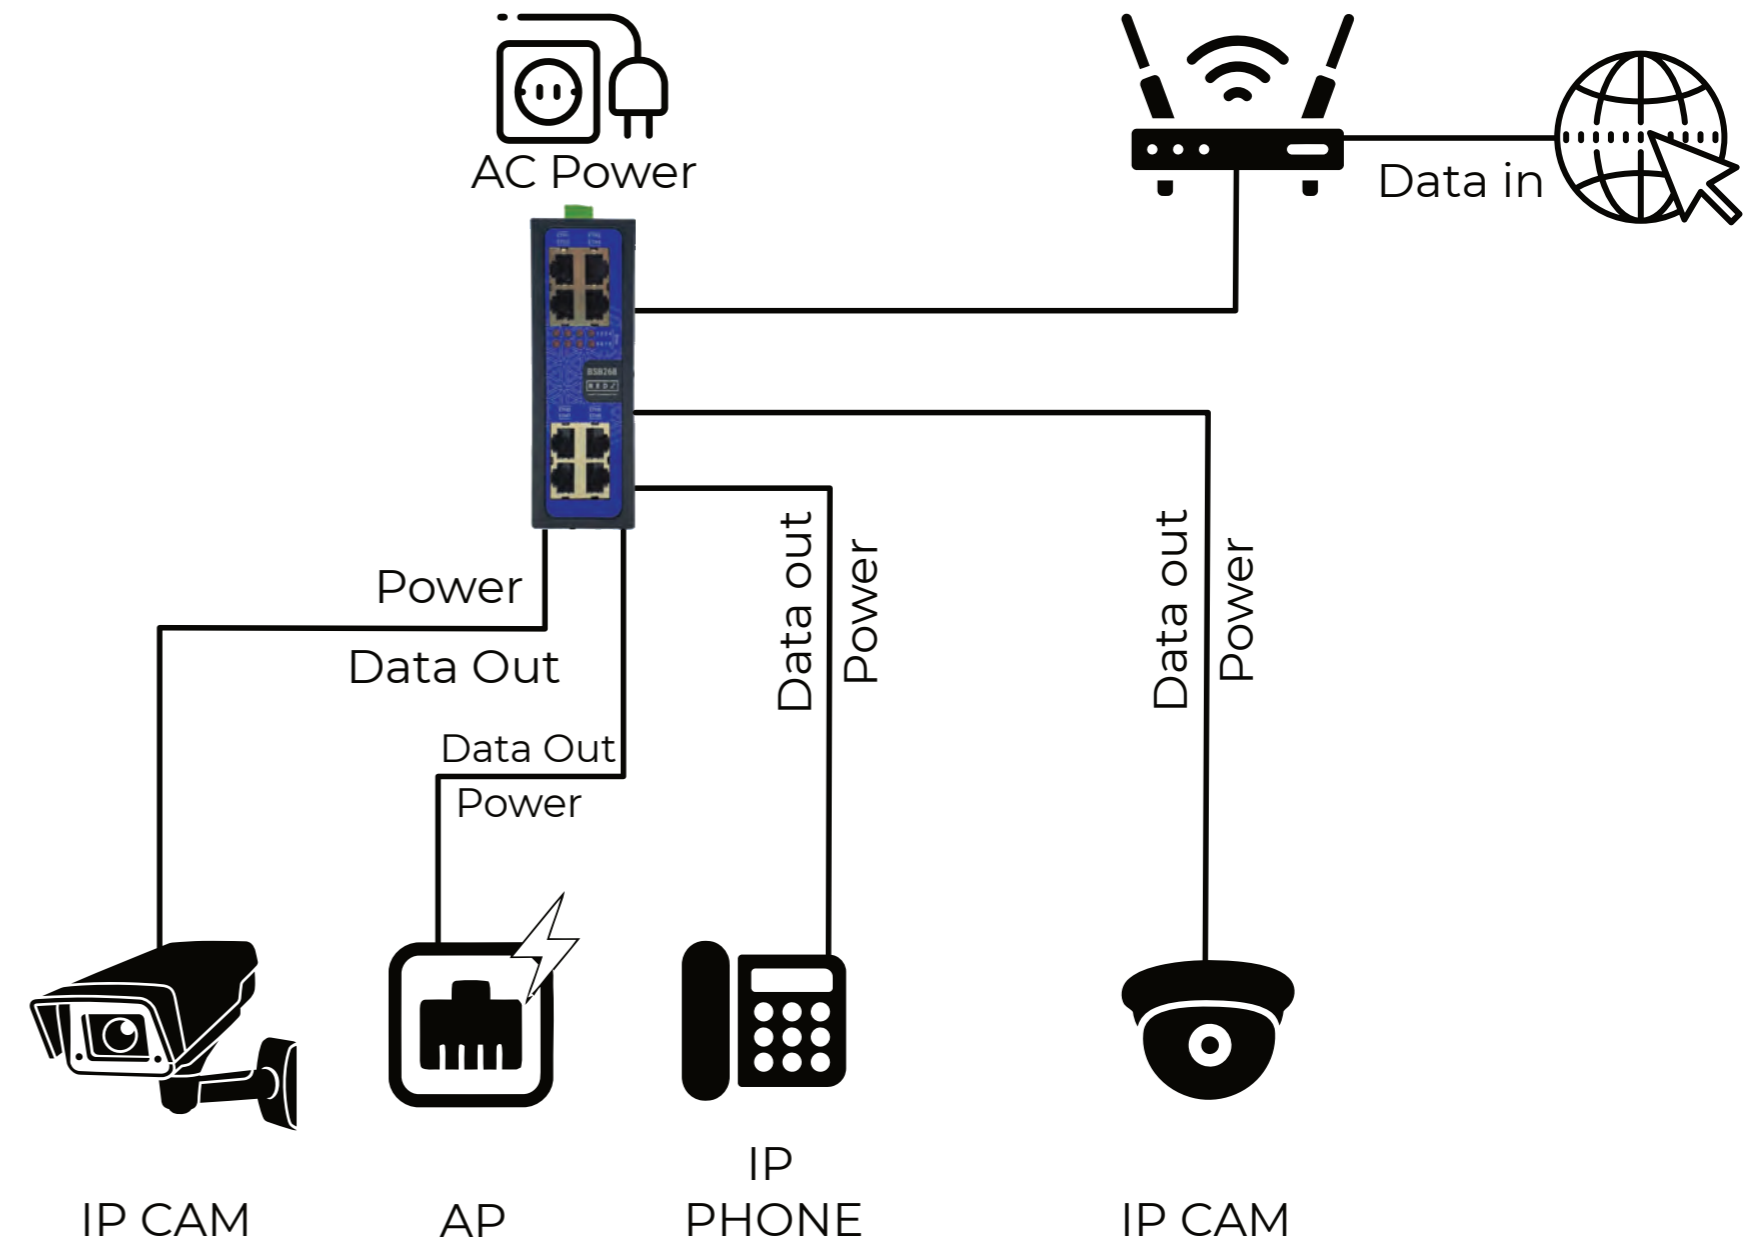 AC Power
Data in
BSB268
Power
Data Out
Data Out
Power
Data out
Power
Data out
Power
IP CAM
AP
IP
PHONE
IP CAM